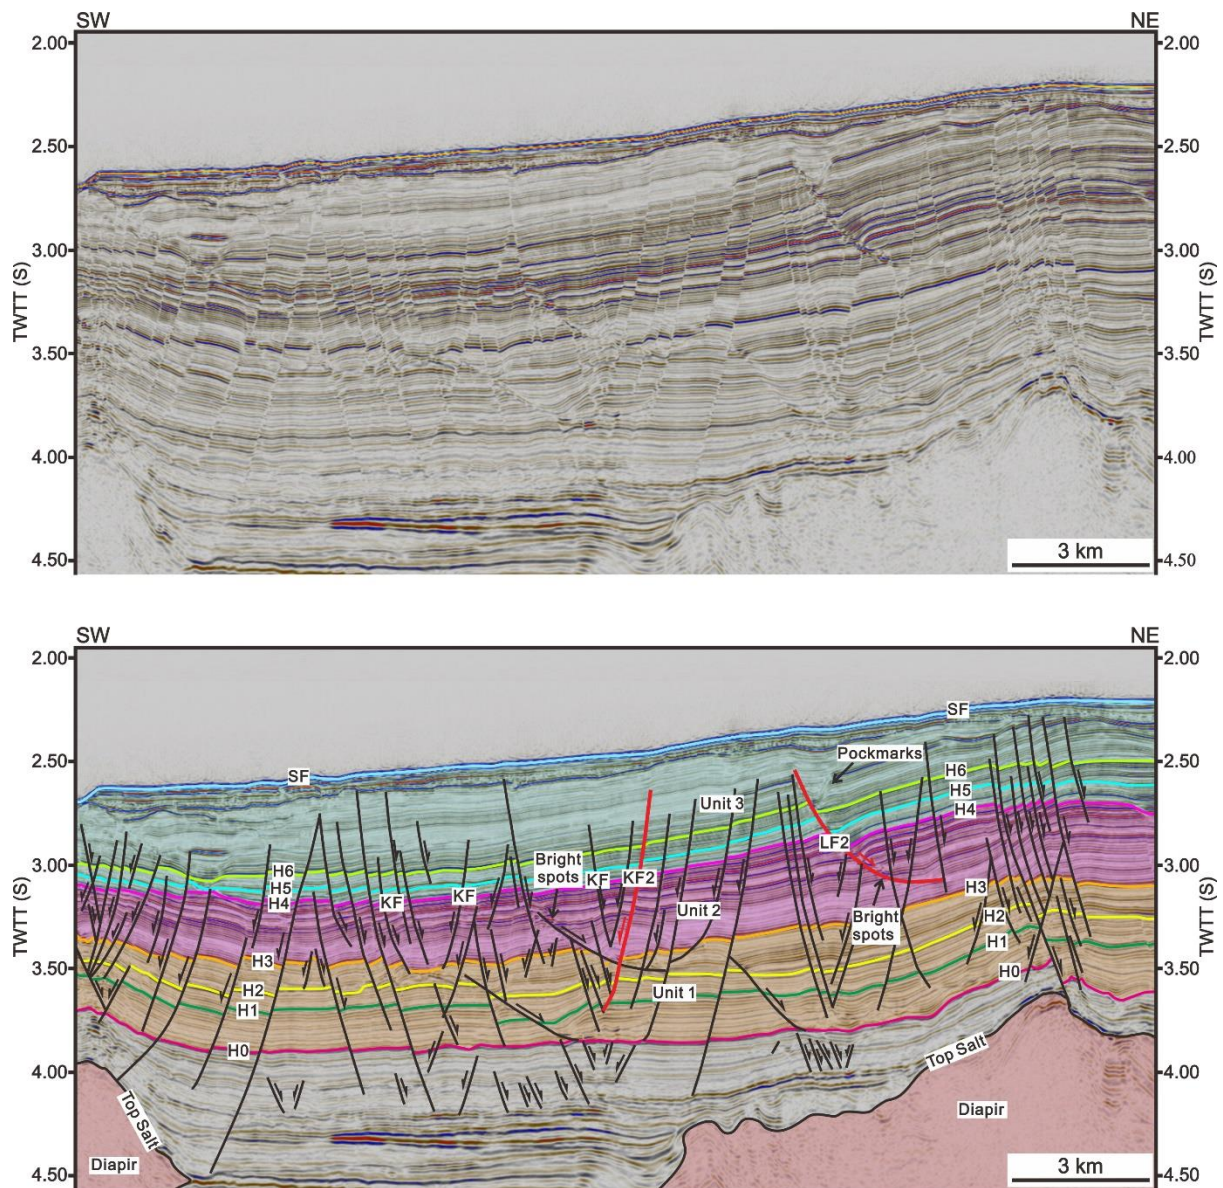 SW
NE
2.00
2.00
2.50
2.50
3.00
3.00
TWTT (S)
TWTT (S)
3.50
3.50
4.00
4.00
4.50
4.50
3 km
SW
NE
2.00
2.00
SF
2.50
2.50
Pockmarks
SF
H6
H5
H4
Unit 3
LF2
3.00
3.00
H6
H5
H4
Bright
spots
KF
KF2
KF
KF
TWTT (S)
TWTT (S)
H3
Unit 2
Bright
spots
H2
H1
H3
3.50
3.50
H0
H2
Unit 1
H1
H0
4.00
4.00
Top Salt
Top Salt
Diapir
Diapir
4.50
4.50
3 km